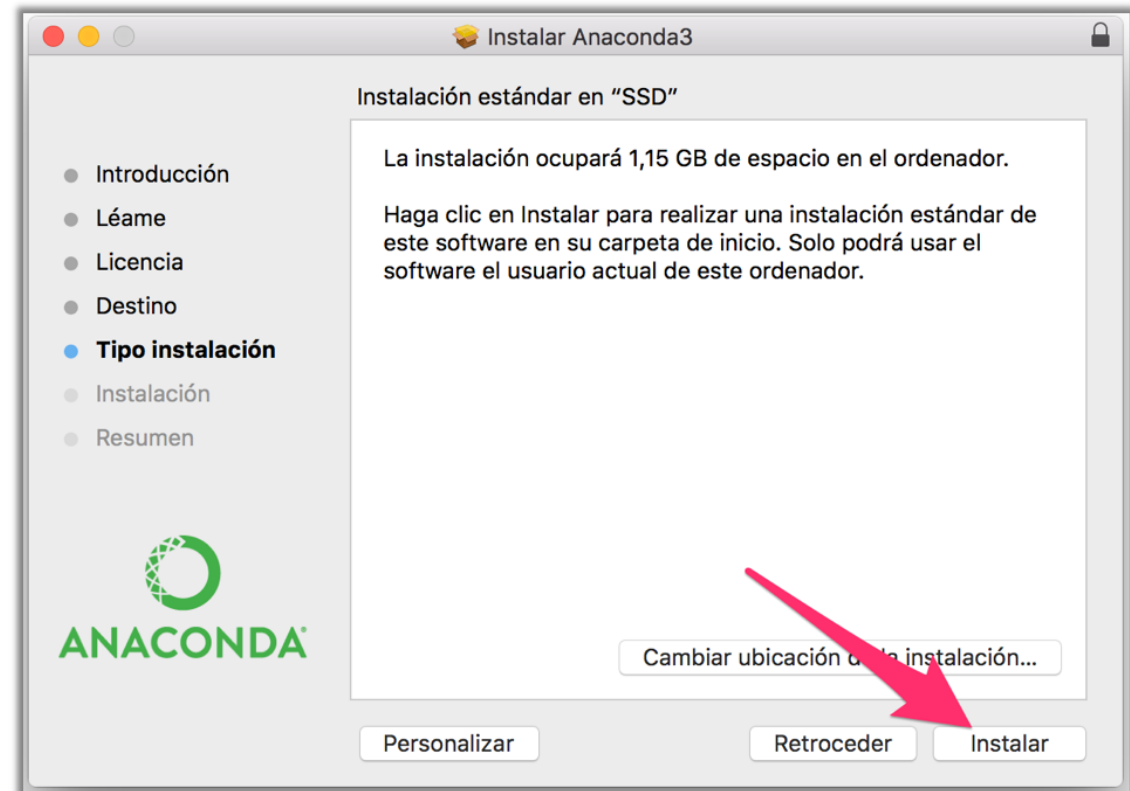 Instalar Anaconda3
Instalación estándar en “SSD”
Introducción
Léame
Licencia
Destino
Tipo instalación
Instalación
Resumen
ANACONDA
La instalación ocupará 1,15 GB de espacio en el ordenador.
Haga clic en Instalar para realizar una instalación estándar de
este software en su carpeta de inicio. Solo podrá usar el
software el usuario actual de este ordenador.
Cambiar ubicación de la instalación...
Personalizar
Retroceder
Instalar